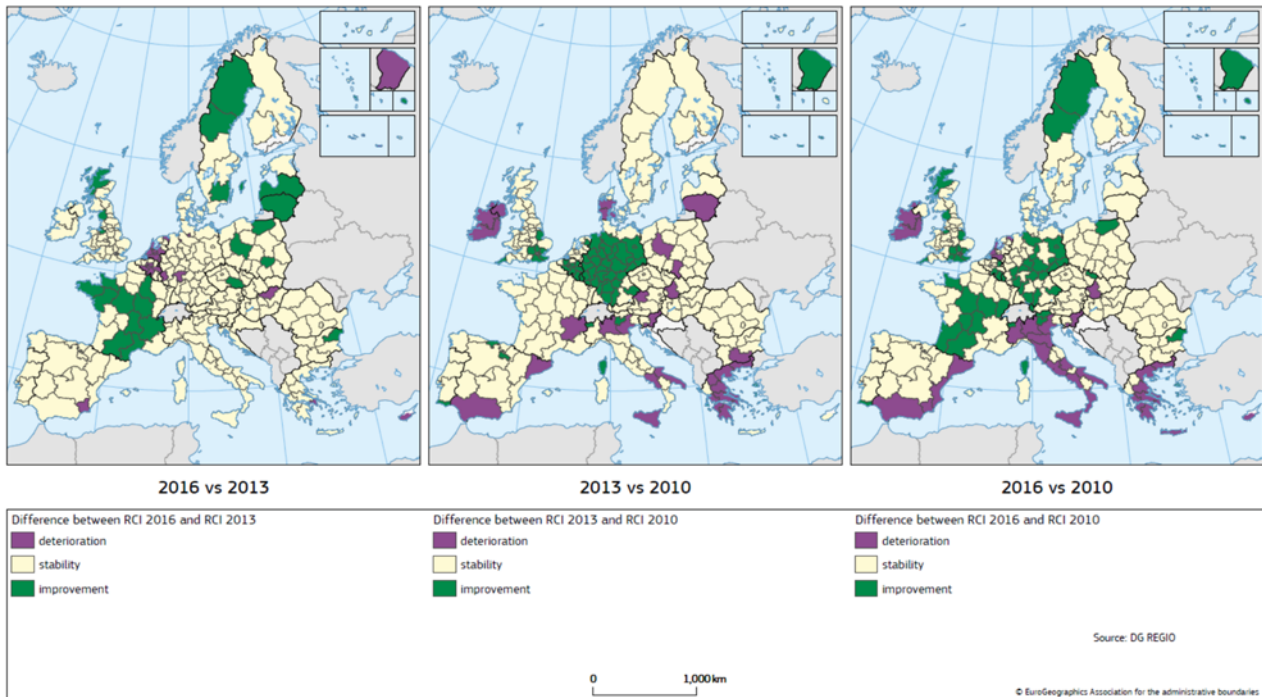 2016 vs 2013
2013 vs 2010
2016 vs 2010
Difference between RCI 2016 and RCI 2013
deterioration
stability
improvement
Difference between RCI 2013 and RCI 2010
deterioration
stability
improvement
Difference between RCI 2016 and RCI 2010
deterioration
stability
improvement
Source: DG REGIO
0 1,000 km
© EuroGeographics Association for the administrative boundaries